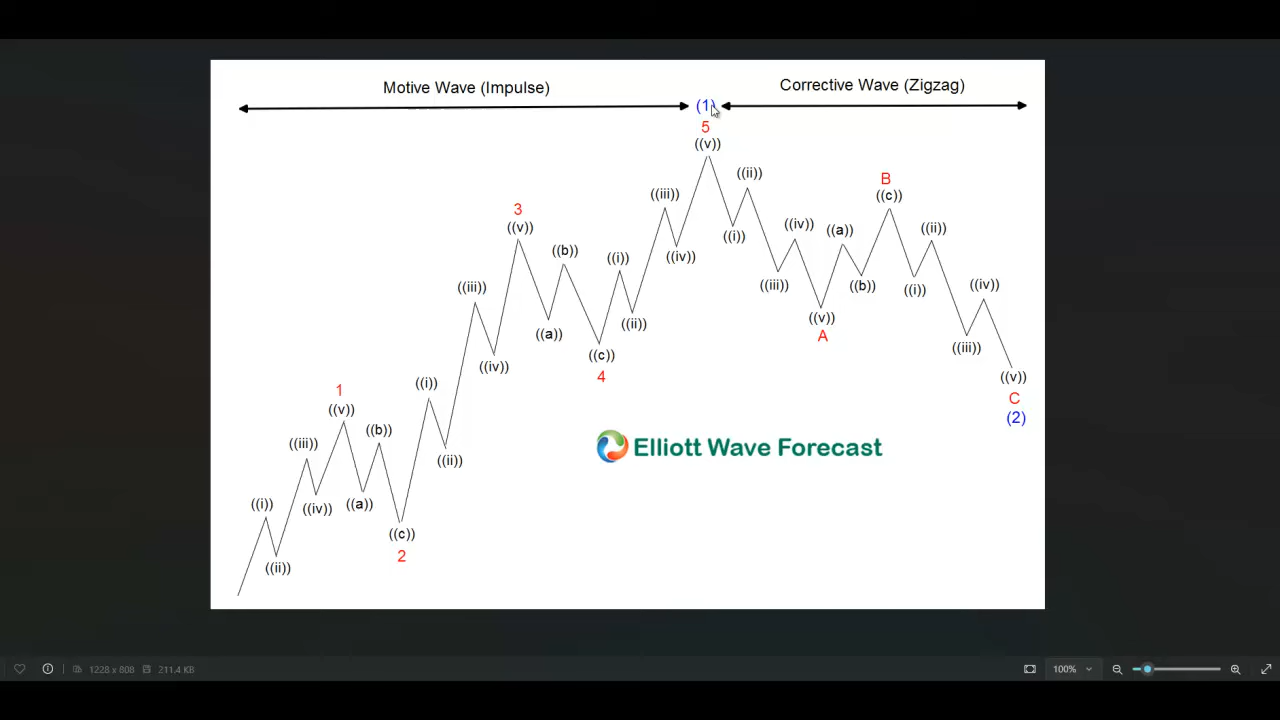 Motive Wave (Impulse)
Corrective Wave (Zigzag)
(1)
5
((v))
((iii))
((ii))
B
((c))
3
((v))
((iv))
((a))
((ii))
((i))
((b))
((i))
((iv))
((iii))
((iii))
((b))
((i))
((iv))
((v))
A
((a))
((ii))
((iii))
((c))
4
((iv))
((v))
C
(2)
1
((v))
((i))
((b))
((iii))
((ii))
Elliott Wave Forecast
((i))
((iv))
((a))
((c))
2
((ii))
1228 x 808
211.4 KB
100%